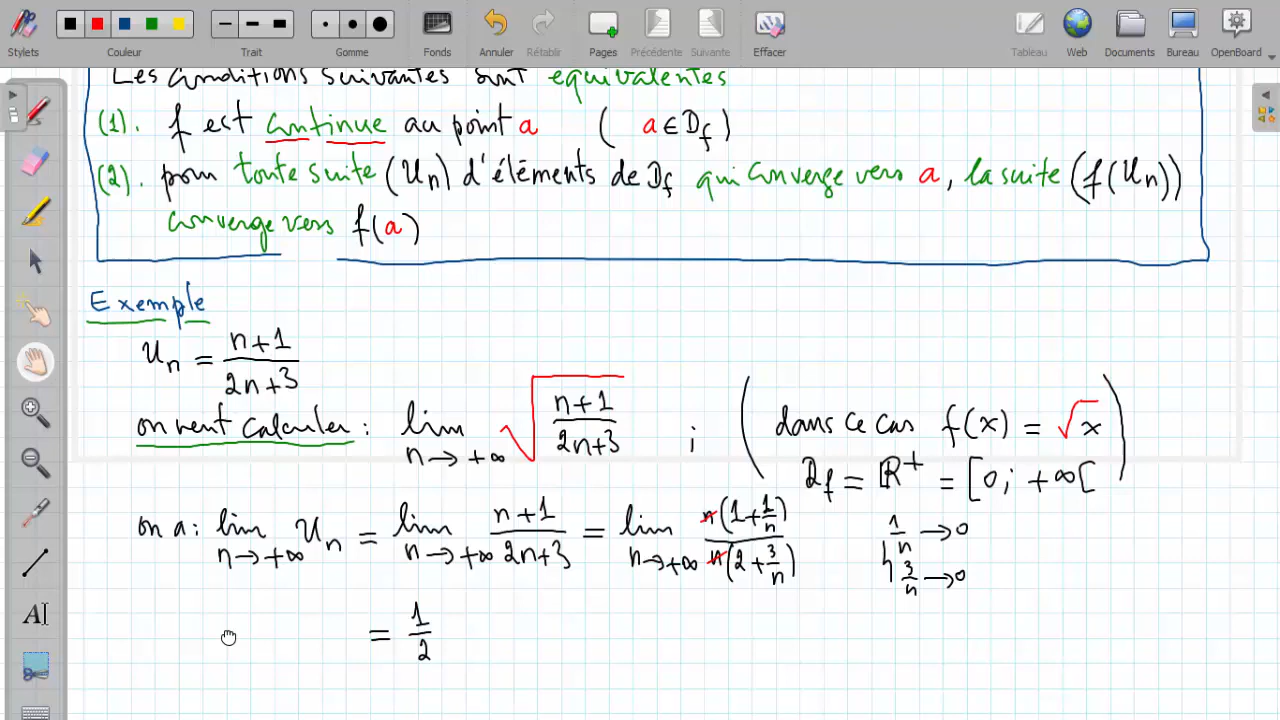 Stylets Couleur Trait Gomme Fonds Annuler Rétablir Pages Précédente Suivante Effacer Tableau Web Documents Bureau OpenBoard
Les conditions suivantes sont equivalentes
(1). f est continue au point a ( a ∈ Df )
(2). pour toute suite (Un) d'éléments de Df qui converge vers a, la suite (f(Un))
converge vers f(a)
Exemple
Un = (n+1)/(2n+3)
on veut calculer : lim n→+∞ √((n+1)/(2n+3)) ; ( dans ce cas f(x) = √x
Df = ℝ+ = [0; +∞[ )
on a : lim n→+∞ Un = lim n→+∞ (n+1)/(2n+3) = lim n→+∞ n(1+1/n)/n(2+3/n) 1/n → 0
3/n → 0
= 1/2